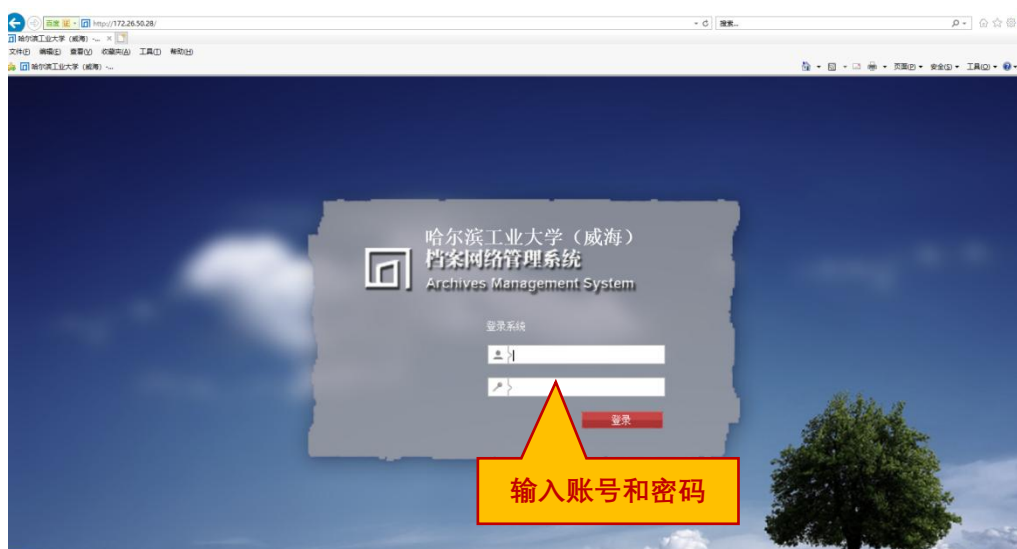 百度 证 http://172.26.50.28/ 搜索...
哈尔滨工业大学（威海）-...
文件(F) 编辑(E) 查看(V) 收藏夹(A) 工具(T) 帮助(H)
哈尔滨工业大学（威海）-... 页面(P) 安全(S) 工具(O)
哈尔滨工业大学（威海）
档案网络管理系统
Archives Management System
登录系统
登录
输入账号和密码